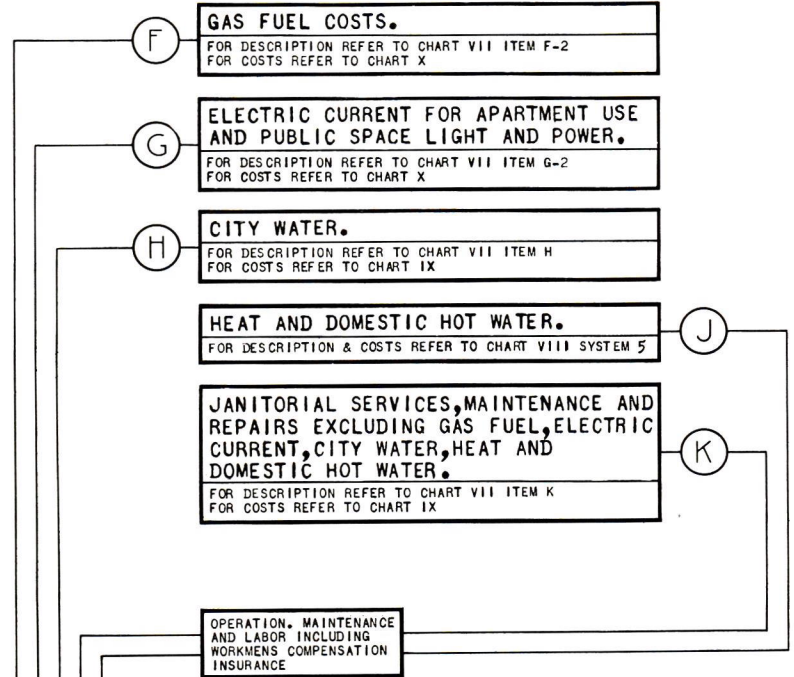 F
GAS FUEL COSTS.
FOR DESCRIPTION REFER TO CHART VII ITEM F-2
FOR COSTS REFER TO CHART X
G
ELECTRIC CURRENT FOR APARTMENT USE
AND PUBLIC SPACE LIGHT AND POWER.
FOR DESCRIPTION REFER TO CHART VII ITEM G-2
FOR COSTS REFER TO CHART X
H
CITY WATER.
FOR DESCRIPTION REFER TO CHART VII ITEM H
FOR COSTS REFER TO CHART IX
HEAT AND DOMESTIC HOT WATER.
FOR DESCRIPTION & COSTS REFER TO CHART VIII SYSTEM 5
J
JANITORIAL SERVICES, MAINTENANCE AND
REPAIRS EXCLUDING GAS FUEL, ELECTRIC
CURRENT, CITY WATER, HEAT AND
DOMESTIC HOT WATER.
FOR DESCRIPTION REFER TO CHART VII ITEM K
FOR COSTS REFER TO CHART IX
K
OPERATION. MAINTENANCE
AND LABOR INCLUDING
WORKMENS COMPENSATION
INSURANCE